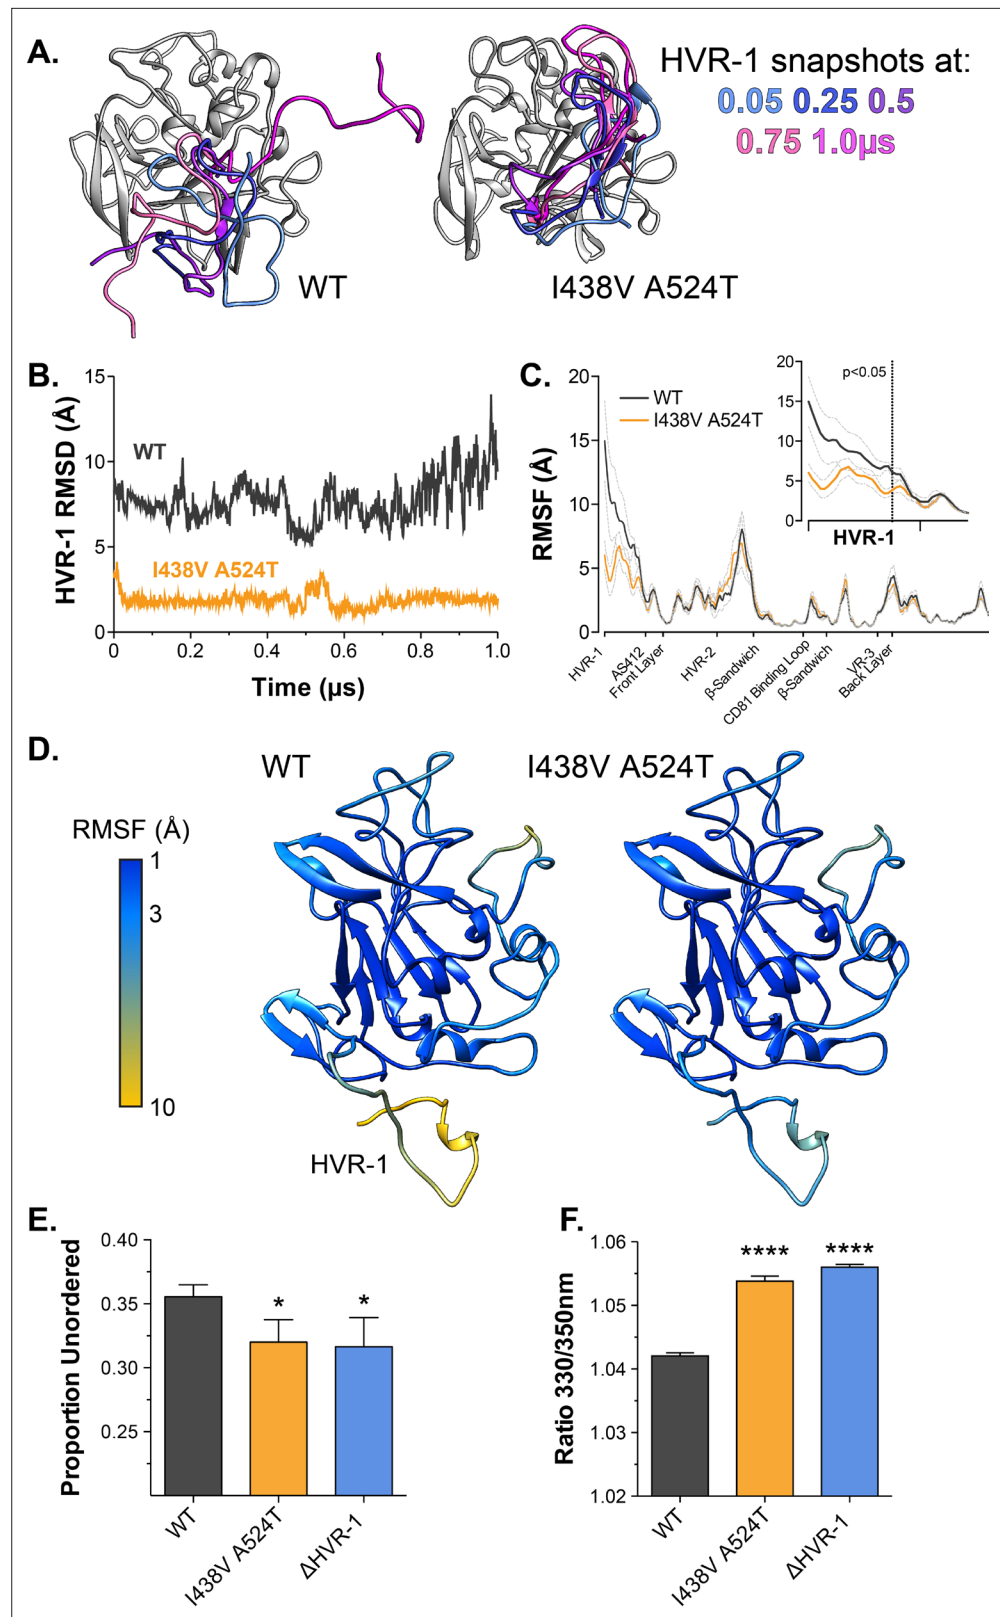 A.
HVR-1 snapshots at:
0.05 0.25 0.5
0.75 1.0µs
WT
I438V A524T
B.
HVR-1 RMSD (Å)
15
10
5
0
WT
I438V A524T
0 0.2 0.4 0.6 0.8 1.0
Time (µs)
C.
RMSF (Å)
20
15
10
5
0
WT
I438V A524T
20
15
10
5
0
p<0.05
HVR-1
HVR-1
AS412
Front Layer
HVR-2
β-Sandwich
CD81 Binding Loop
β-Sandwich
VR-3
Back Layer
D.
WT
I438V A524T
RMSF (Å)
1
3
10
HVR-1
E.
Proportion Unordered
0.40
0.35
0.30
0.25
*
*
WT
I438V A524T
ΔHVR-1
F.
Ratio 330/350nm
1.06
1.05
1.04
1.03
1.02
****
****
WT
I438V A524T
ΔHVR-1